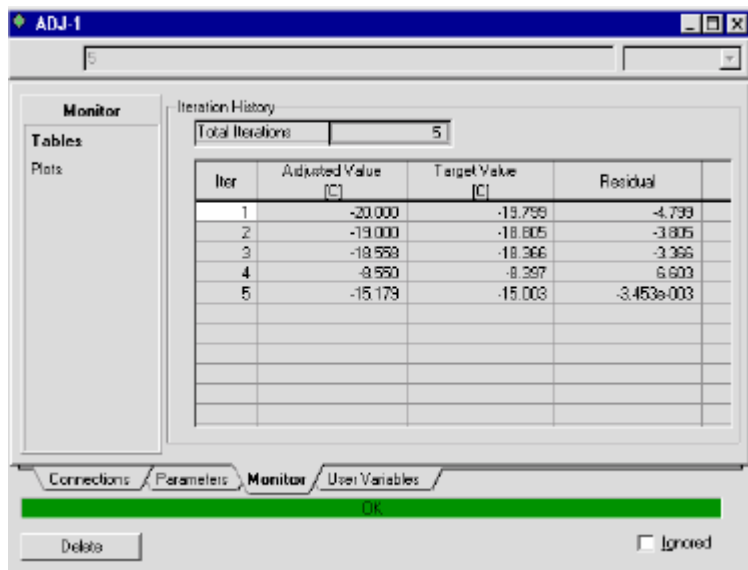 ADJ-1
5
Monitor
Tables
Plots
Iteration History
Total Iterations 5
Iter Adjusted Value [C] Target Value [C] Residual
1 -20.000 -19.799 -4.799
2 -19.000 -18.805 -3.805
3 -18.558 -18.366 -3.366
4 -8.550 -8.397 6.603
5 -15.179 -15.003 -3.453e-003
Connections Parameters Monitor User Variables
OK
Delete Ignored